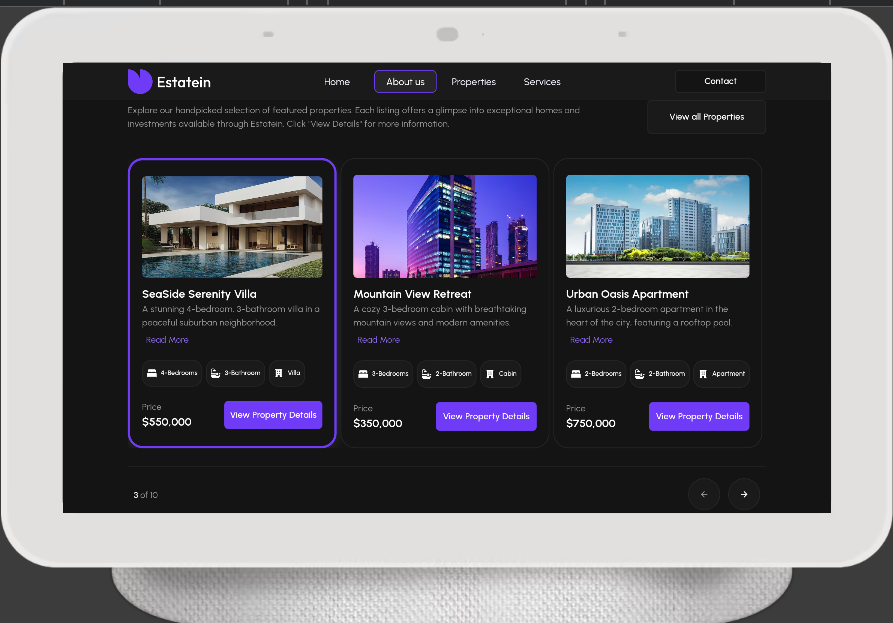 Estatein
Home
About us
Properties
Services
Contact
Explore our handpicked selection of featured properties. Each listing offers a glimpse into exceptional homes and
investments available through Estatein. Click "View Details" for more information.
View all Properties
SeaSide Serenity Villa
A stunning 4-bedroom, 3-bathroom villa in a
peaceful suburban neighborhood.
Read More
4-Bedrooms
3-Bathroom
Villa
Price
$550,000
View Property Details
Mountain View Retreat
A cozy 3-bedroom cabin with breathtaking
mountain views and modern amenities.
Read More
3-Bedrooms
2-Bathroom
Cabin
Price
$350,000
View Property Details
Urban Oasis Apartment
A luxurious 2-bedroom apartment in the
heart of the city, featuring a rooftop pool.
Read More
2-Bedrooms
2-Bathroom
Apartment
Price
$750,000
View Property Details
3 of 10